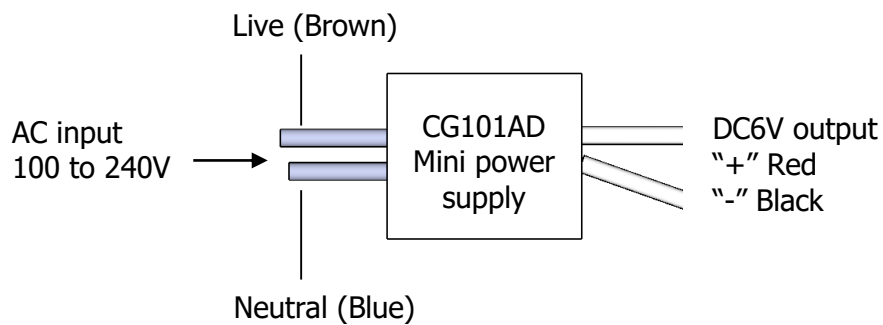 Live (Brown)
AC input
100 to 240V
CG101AD
Mini power
supply
DC6V output
“+” Red
“-” Black
Neutral (Blue)